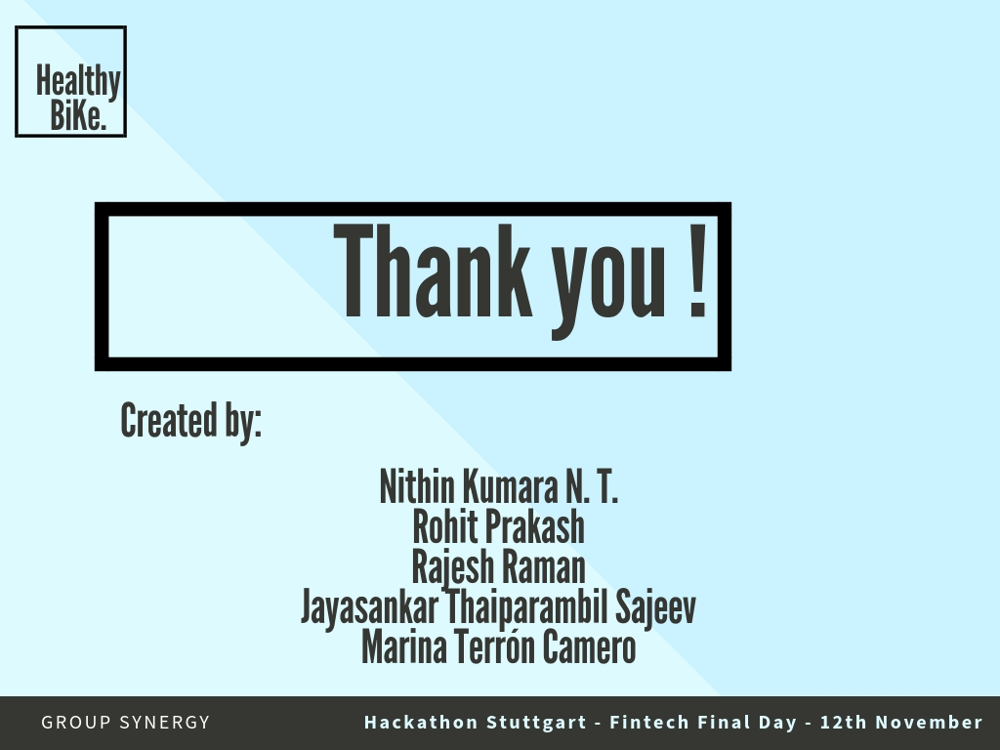 Healthy
BiKe.
Thank you !
Created by:
Nithin Kumara N. T.
Rohit Prakash
Rajesh Raman
Jayasankar Thaiparambil Sajeev
Marina Terrón Camero
GROUP SYNERGY
Hackathon Stuttgart - Fintech Final Day - 12th November